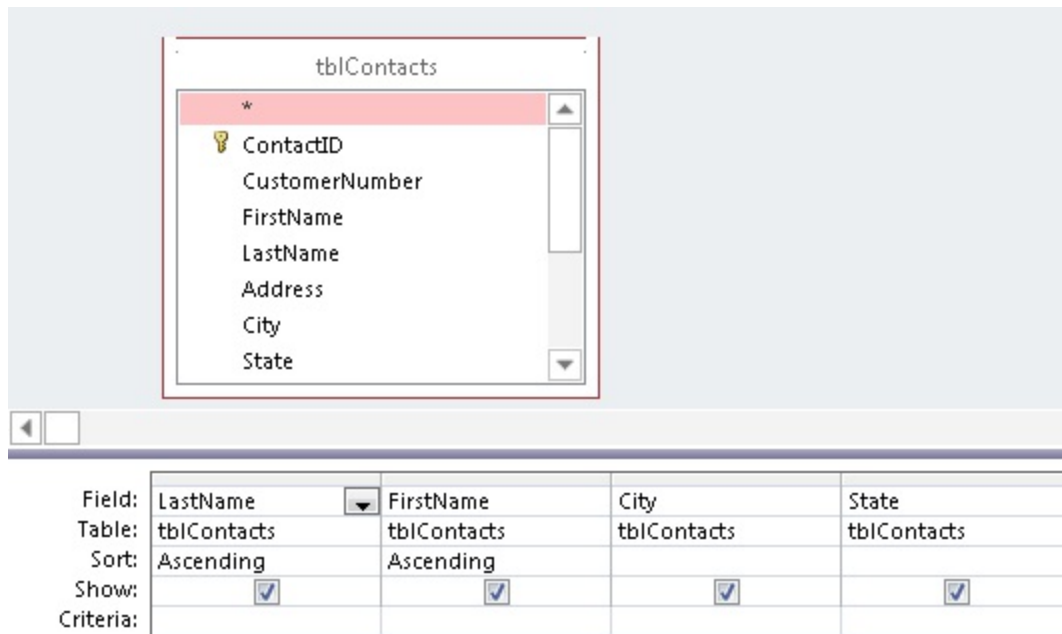 tblContacts
*
ContactID
CustomerNumber
FirstName
LastName
Address
City
State
Field: LastName FirstName City State
Table: tblContacts tblContacts tblContacts tblContacts
Sort: Ascending Ascending
Show:
Criteria: